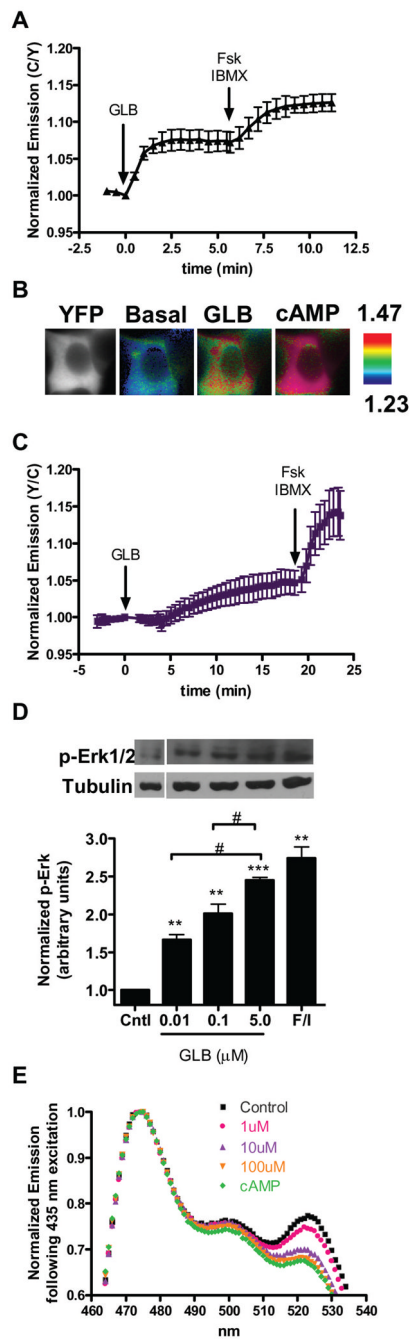 A
Normalized Emission (C/Y)
1.20
1.15
1.10
1.05
1.00
0.95
GLB
Fsk
IBMX
-2.5 0.0 2.5 5.0 7.5 10.0 12.5
time (min)
B
YFP Basal GLB cAMP 1.47
1.23
C
Normalized Emission (Y/C)
1.20
1.15
1.10
1.05
1.00
0.95
GLB
Fsk
IBMX
-5 0 5 10 15 20 25
time (min)
D
p-Erk1/2
Tubulin
Normalized p-Erk
(arbitrary units)
3.0
2.5
2.0
1.5
1.0
#
#
** ** *** **
Cntl 0.01 0.1 5.0 F/I
GLB (μM)
E
Normalized Emission
following 435 nm excitation
1.0
0.9
0.8
0.7
0.6
Control
1uM
10uM
100uM
cAMP
460 470 480 490 500 510 520 530 540
nm